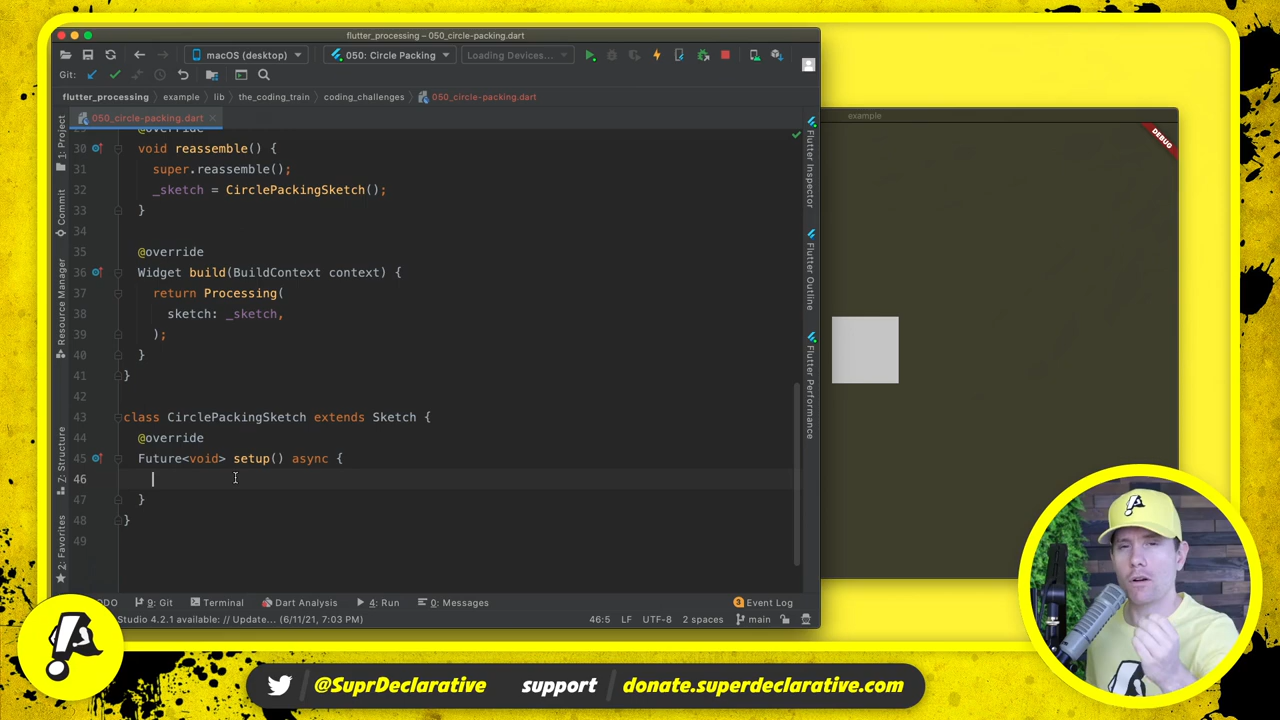 flutter_processing – 050_circle-packing.dart
macOS (desktop)
050: Circle Packing
Loading Devices...
Git:
flutter_processing
example
lib
the_coding_train
coding_challenges
050_circle-packing.dart
050_circle-packing.dart
@override
30 void reassemble() {
31 super.reassemble();
32 _sketch = CirclePackingSketch();
33 }
34
35 @override
36 Widget build(BuildContext context) {
37 return Processing(
38 sketch: _sketch,
39 );
40 }
41 }
42
43 class CirclePackingSketch extends Sketch {
44 @override
45 Future<void> setup() async {
46
47 }
48 }
49
1: Project
Commit
Resource Manager
7: Structure
2: Favorites
Flutter Inspector
Flutter Outline
Flutter Performance
example
DEBUG
9: Git
Terminal
Dart Analysis
4: Run
0: Messages
3 Event Log
Studio 4.2.1 available: // Update... (6/11/21, 7:03 PM)
46:5
LF
UTF-8
2 spaces
main
@SuprDeclarative
support
donate.superdeclarative.com